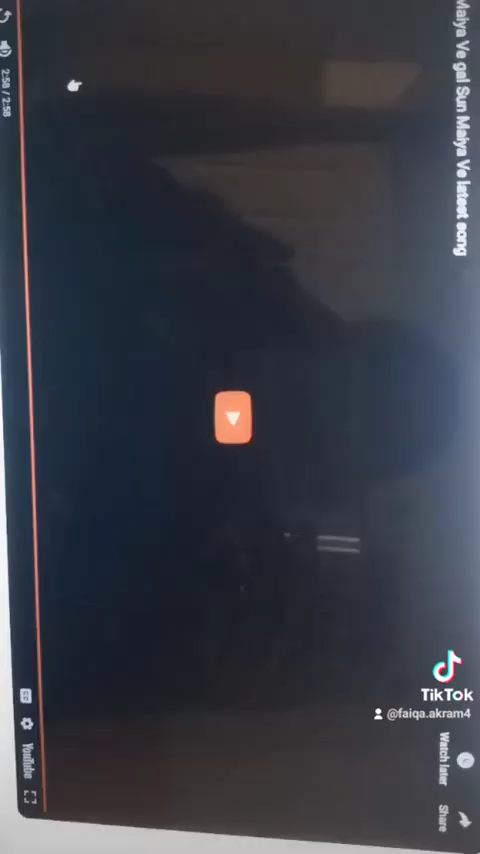 Maiya Ve gal Sun Maiya Ve latest song
Watch later
Share
2:58 / 2:58
CC
YouTube
TikTok
@faiqa.akram4